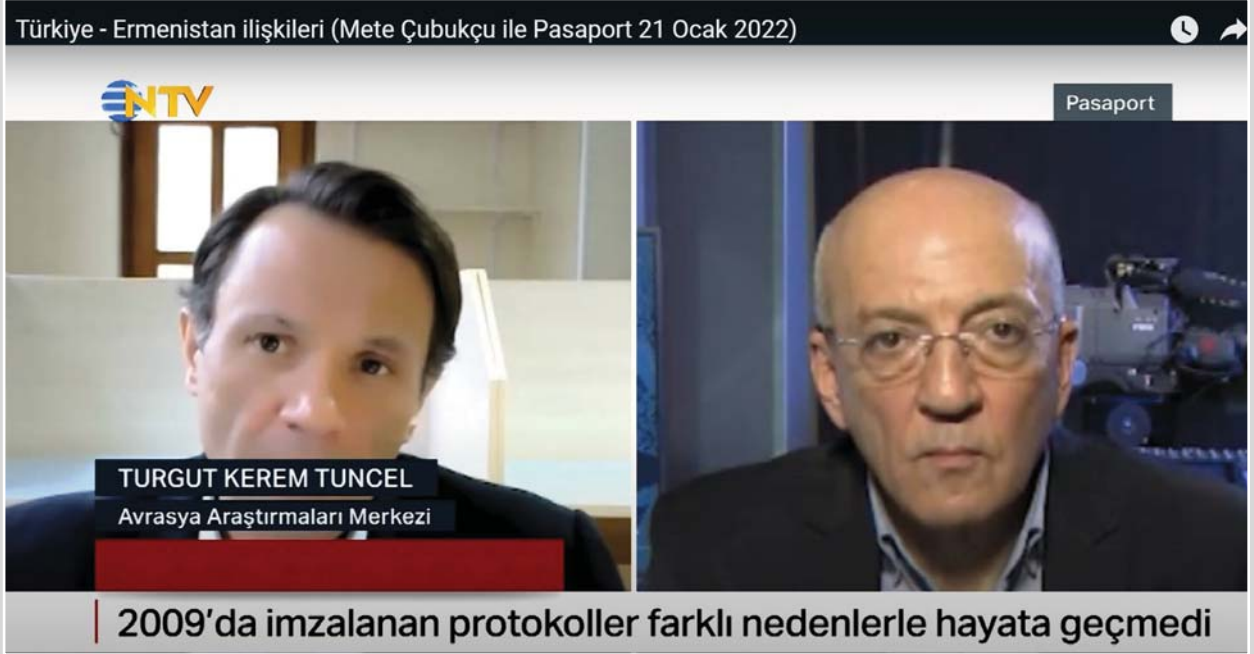 Türkiye - Ermenistan ilişkileri (Mete Çubukçu ile Pasaport 21 Ocak 2022)
NTV
Pasaport
TURGUT KEREM TUNCEL
Avrasya Araştırmaları Merkezi
2009’da imzalanan protokoller farklı nedenlerle hayata geçmedi